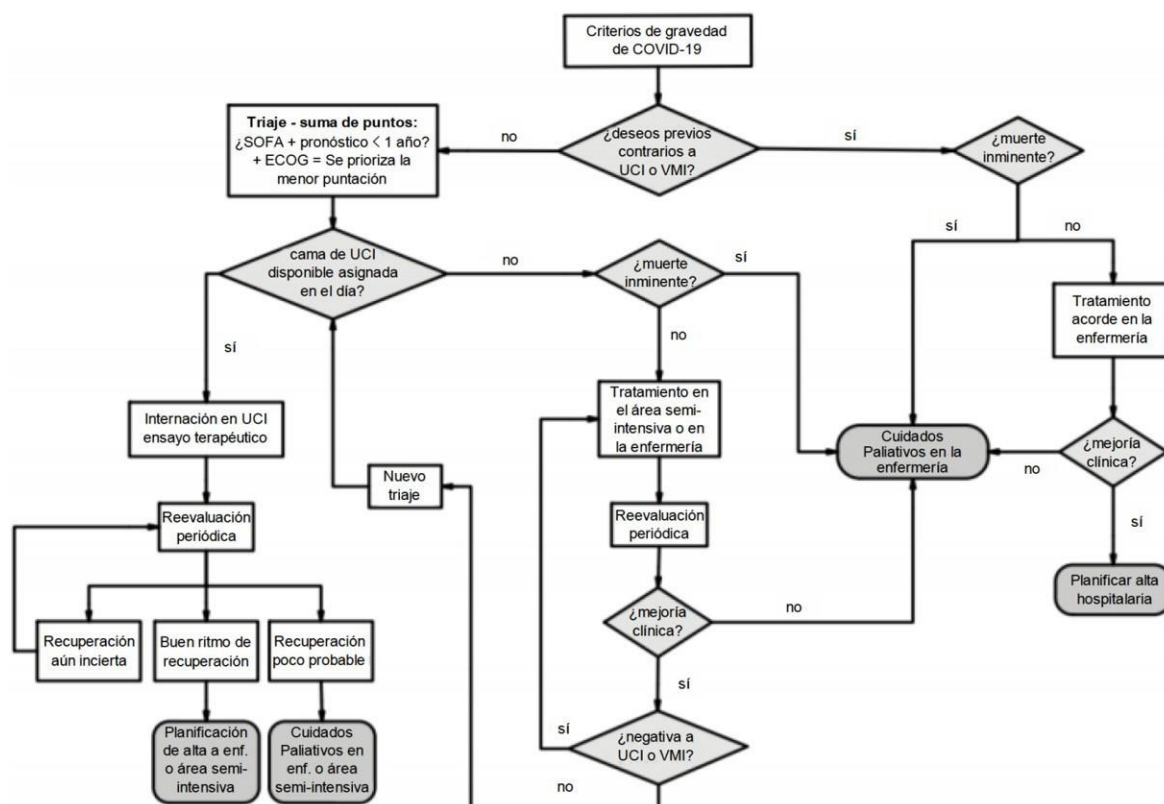 Criterios de gravedad
de COVID-19
Triaje - suma de puntos:
¿SOFA + pronóstico < 1 año?
+ ECOG = Se prioriza la
menor puntación
no
¿deseos previos
contrarios a
UCI o VMI?
sí
¿muerte
inminente?
sí
no
cama de UCI
disponible asignada
en el día?
no
¿muerte
inminente?
sí
Tratamiento
acorde en la
enfermería
sí
no
Internación en UCI
ensayo terapéutico
Tratamiento en
el área semi-
intensiva o en
la enfermería
Cuidados
Paliativos en la
enfermería
no
¿mejoría
clínica?
sí
Nuevo
triaje
Reevaluación
periódica
Reevaluación
periódica
Planificar alta
hospitalaria
¿mejoría
clínica?
no
sí
Recuperación
aún incierta
Buen ritmo de
recuperación
Recuperación
poco probable
Planificación
de alta a enf.
o área semi-
intensiva
Cuidados
Paliativos en
enf. o área
semi-intensiva
sí
¿negativa a
UCI o VMI?
no